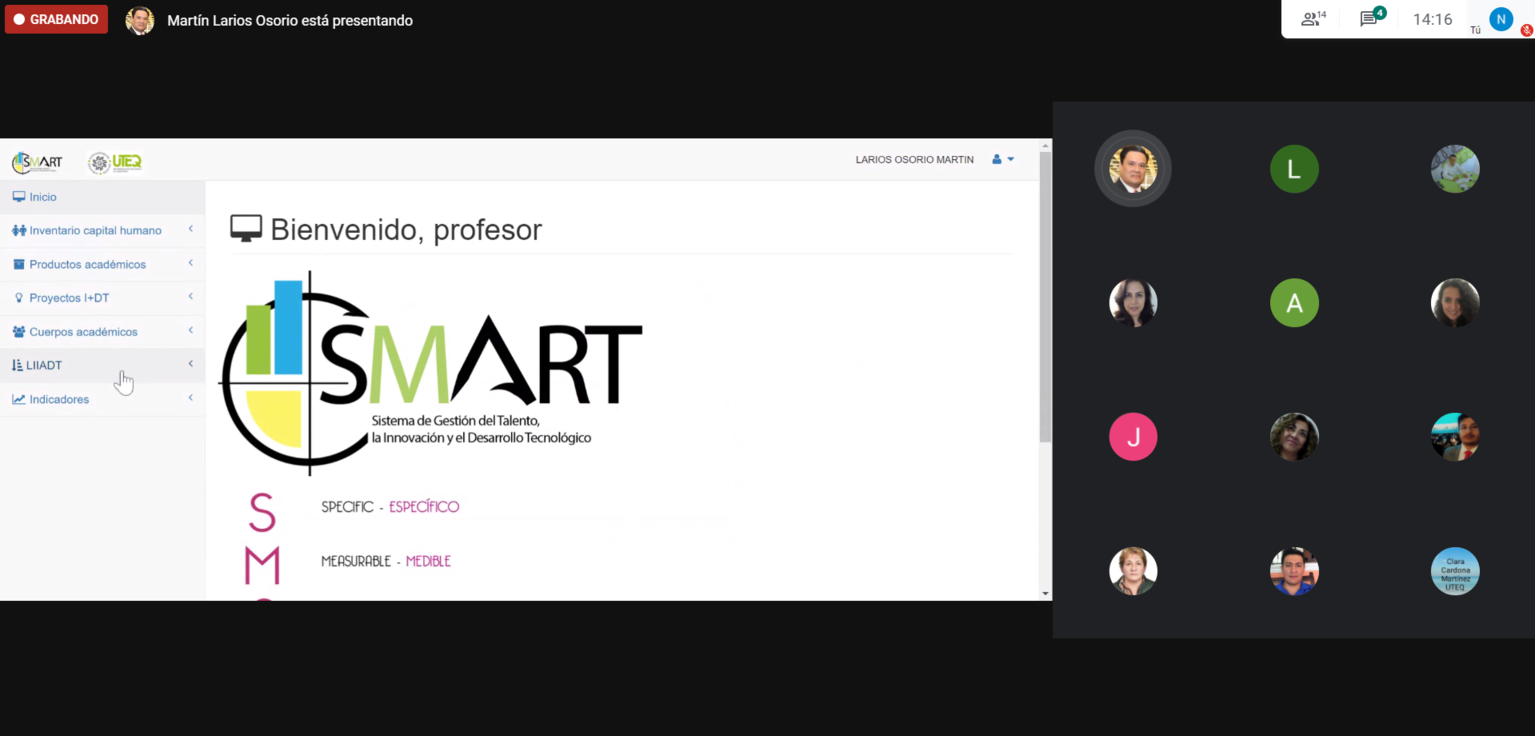 GRABANDO
Martín Larios Osorio está presentando
14
4
14:16
Tú
N
SMART
UTEQ
LARIOS OSORIO MARTIN
Inicio
Inventario capital humano
Productos académicos
Proyectos I+DT
Cuerpos académicos
LIIADT
Indicadores
Bienvenido, profesor
SMART
Sistema de Gestión del Talento,
la Innovación y el Desarrollo Tecnológico
S
SPECIFIC - ESPECÍFICO
M
MEASURABLE - MEDIBLE
L
A
J
Clara
Cardona
Martínez
UTEQ